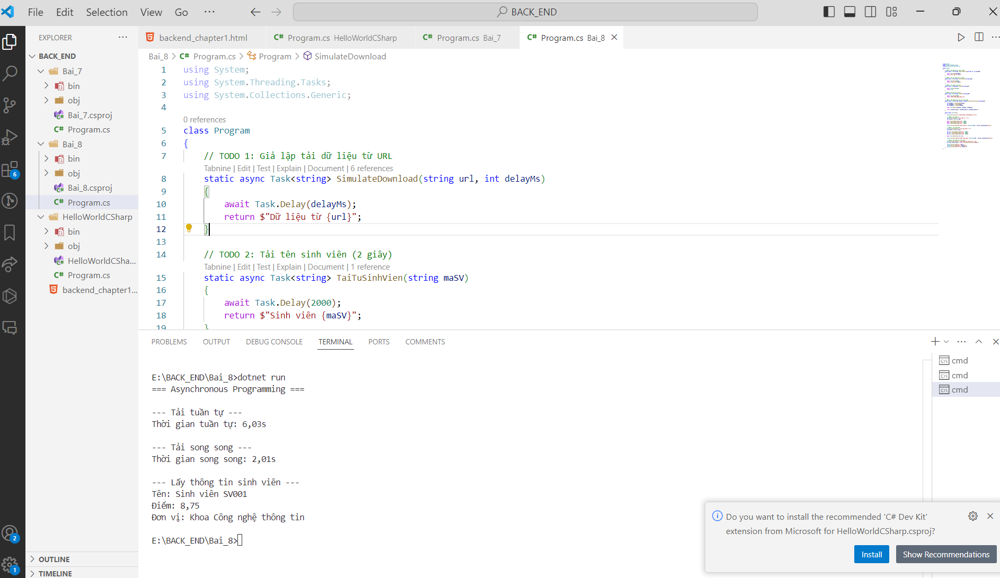 File Edit Selection View Go ··· BACK_END
EXPLORER ···
BACK_END
Bai_7
bin
obj
Bai_7.csproj
C# Program.cs
Bai_8
bin
obj
Bai_8.csproj
C# Program.cs
HelloWorldCSharp
bin
obj
HelloWorldCSha...
C# Program.cs
backend_chapter1...
OUTLINE
TIMELINE
6
2
1
backend_chapter1.html C# Program.cs HelloWorldCSharp C# Program.cs Bai_7 C# Program.cs Bai_8
Bai_8 > C# Program.cs > Program > SimulateDownload
1 using System;
2 using System.Threading.Tasks;
3 using System.Collections.Generic;
4
0 references
5 class Program
6 {
7 // TODO 1: Giả lập tải dữ liệu từ URL
Tabnine | Edit | Test | Explain | Document | 6 references
8 static async Task<string> SimulateDownload(string url, int delayMs)
9 {
10 await Task.Delay(delayMs);
11 return $"Dữ liệu từ {url}";
12 }
13
14 // TODO 2: Tải tên sinh viên (2 giây)
Tabnine | Edit | Test | Explain | Document | 1 reference
15 static async Task<string> TaiTuSinhVien(string maSV)
16 {
17 await Task.Delay(2000);
18 return $"Sinh viên {maSV}";
19 }
PROBLEMS OUTPUT DEBUG CONSOLE TERMINAL PORTS COMMENTS
E:\BACK_END\Bai_8>dotnet run
=== Asynchronous Programming ===
--- Tải tuần tự ---
Thời gian tuần tự: 6,03s
--- Tải song song ---
Thời gian song song: 2,01s
--- Lấy thông tin sinh viên ---
Tên: Sinh viên SV001
Điểm: 8,75
Đơn vị: Khoa Công nghệ thông tin
E:\BACK_END\Bai_8>
cmd
cmd
cmd
Do you want to install the recommended 'C# Dev Kit'
extension from Microsoft for HelloWorldCSharp.csproj?
Install Show Recommendations